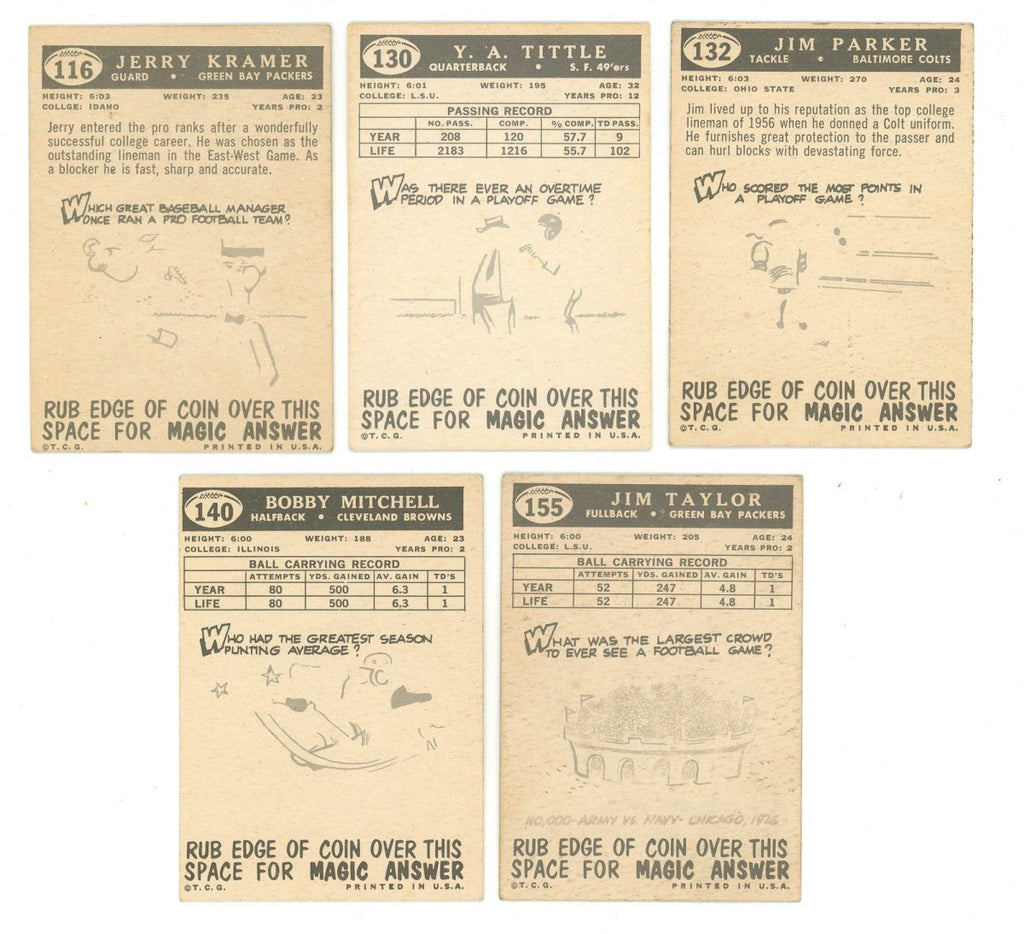 116 JERRY KRAMER
GUARD • GREEN BAY PACKERS
HEIGHT: 6:03 WEIGHT: 235 AGE: 23
COLLGE: IDAHO YEARS PRO: 2
Jerry entered the pro ranks after a wonderfully
successful college career. He was chosen as the
outstanding lineman in the East-West Game. As
a blocker he is fast, sharp and accurate.
WHICH GREAT BASEBALL MANAGER
ONCE RAN A PRO FOOTBALL TEAM?
RUB EDGE OF COIN OVER THIS
SPACE FOR MAGIC ANSWER
©T.C.G. PRINTED IN U.S.A.
130 Y. A. TITTLE
QUARTERBACK • S. F. 49'ers
HEIGHT: 6:01 WEIGHT: 195 AGE: 32
COLLEGE: L.S.U. YEARS PRO: 12
PASSING RECORD
NO. PASS. COMP. % COMP. TD PASS.
YEAR 208 120 57.7 9
LIFE 2183 1216 55.7 102
WAS THERE EVER AN OVERTIME
PERIOD IN A PLAYOFF GAME?
RUB EDGE OF COIN OVER THIS
SPACE FOR MAGIC ANSWER
©T.C.G. PRINTED IN U.S.A.
132 JIM PARKER
TACKLE • BALTIMORE COLTS
HEIGHT: 6:03 WEIGHT: 270 AGE: 24
COLLEGE: OHIO STATE YEARS PRO: 3
Jim lived up to his reputation as the top college
lineman of 1956 when he donned a Colt uniform.
He furnishes great protection to the passer and
can hurl blocks with devastating force.
WHO SCORED THE MOST POINTS IN
A PLAYOFF GAME?
RUB EDGE OF COIN OVER THIS
SPACE FOR MAGIC ANSWER
©T.C.G. PRINTED IN U.S.A.
140 BOBBY MITCHELL
HALFBACK • CLEVELAND BROWNS
HEIGHT: 6:00 WEIGHT: 188 AGE: 23
COLLEGE: ILLINOIS YEARS PRO: 2
BALL CARRYING RECORD
ATTEMPTS YDS. GAINED AV. GAIN TD'S
YEAR 80 500 6.3 1
LIFE 80 500 6.3 1
WHO HAD THE GREATEST SEASON
PUNTING AVERAGE?
RUB EDGE OF COIN OVER THIS
SPACE FOR MAGIC ANSWER
©T.C.G. PRINTED IN U.S.A.
155 JIM TAYLOR
FULLBACK • GREEN BAY PACKERS
HEIGHT: 6:00 WEIGHT: 205 AGE: 24
COLLEGE: L.S.U. YEARS PRO: 2
BALL CARRYING RECORD
ATTEMPTS YDS. GAINED AV. GAIN TD'S
YEAR 52 247 4.8 1
LIFE 52 247 4.8 1
WHAT WAS THE LARGEST CROWD
TO EVER SEE A FOOTBALL GAME?
110,000-ARMY VS. NAVY- CHICAGO, 1926
RUB EDGE OF COIN OVER THIS
SPACE FOR MAGIC ANSWER
©T.C.G. PRINTED IN U.S.A.